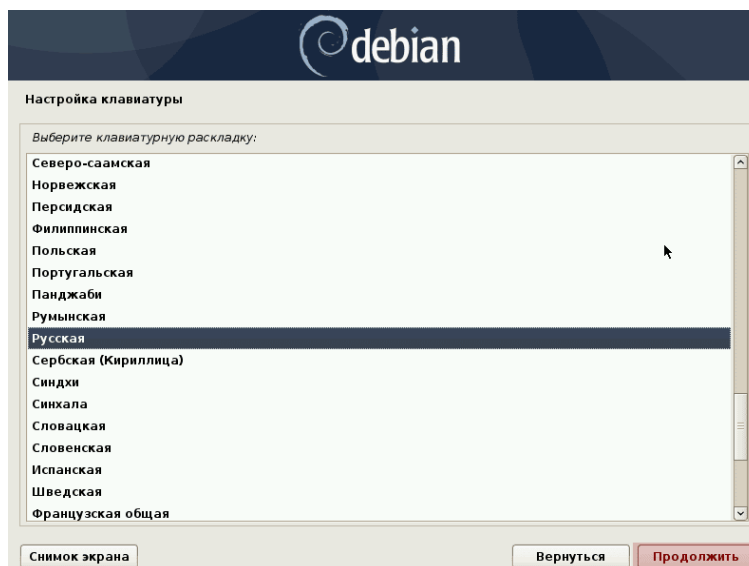 debian
Настройка клавиатуры
Выберите клавиатурную раскладку:
Северо-саамская
Норвежская
Персидская
Филиппинская
Польская
Португальская
Панджаби
Румынская
Русская
Сербская (Кириллица)
Синдхи
Синхала
Словацкая
Словенская
Испанская
Шведская
Французская общая
Снимок экрана Вернуться Продолжить